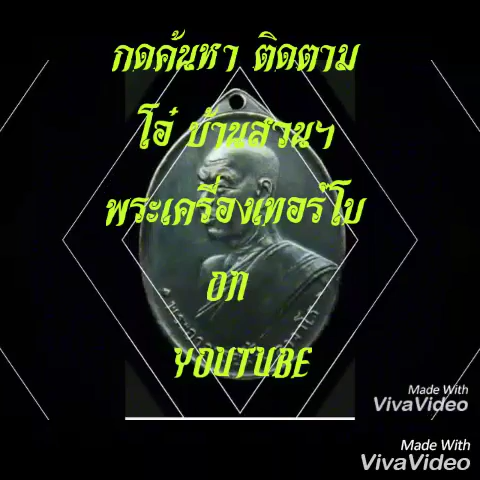 กดค้นหา ติดตาม
โอ๋ บ้านสวนฯ
พระเครื่องเทอร์โบ
on
YOUTUBE
Made With
VivaVideo
Made With
VivaVideo